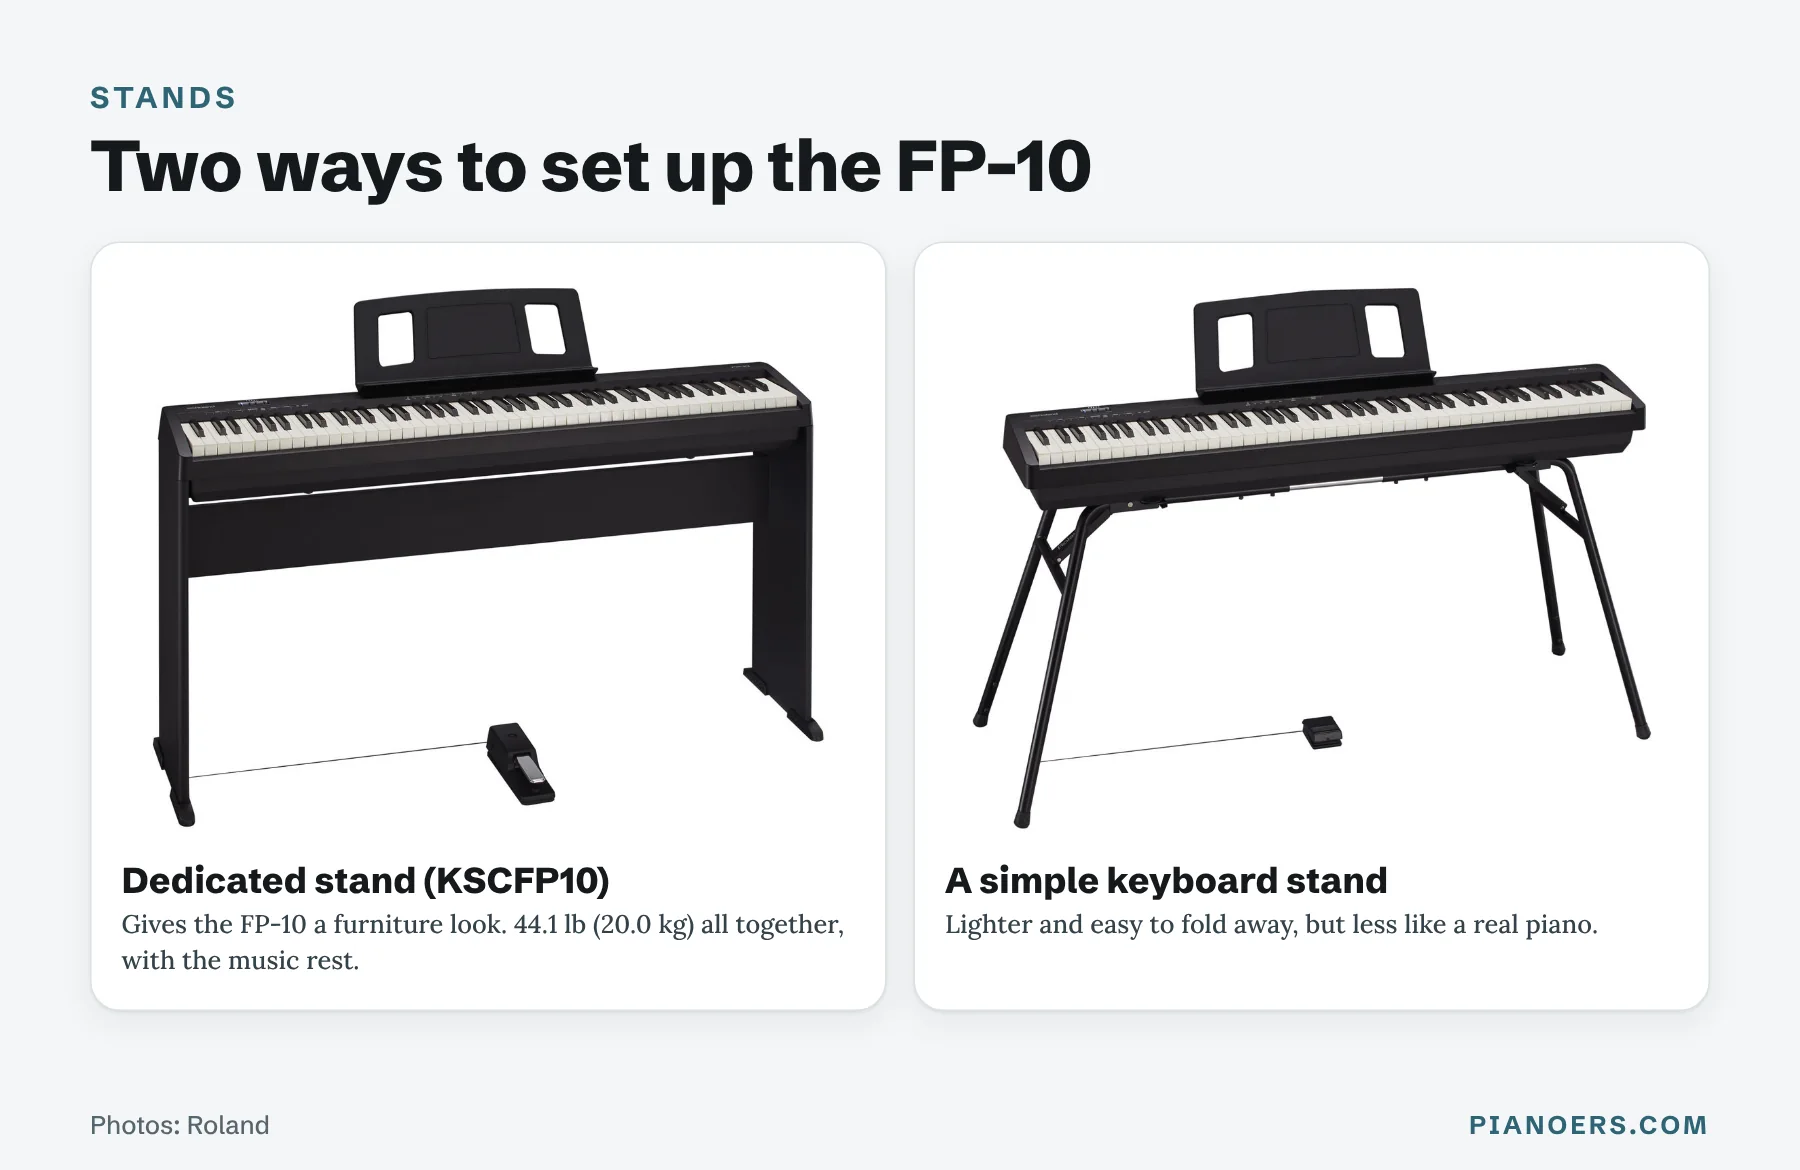 STANDS
Two ways to set up the FP-10
Dedicated stand (KSCFP10)
Gives the FP-10 a furniture look. 44.1 lb (20.0 kg) all together,
with the music rest.
A simple keyboard stand
Lighter and easy to fold away, but less like a real piano.
Photos: Roland
PIANOERS.COM